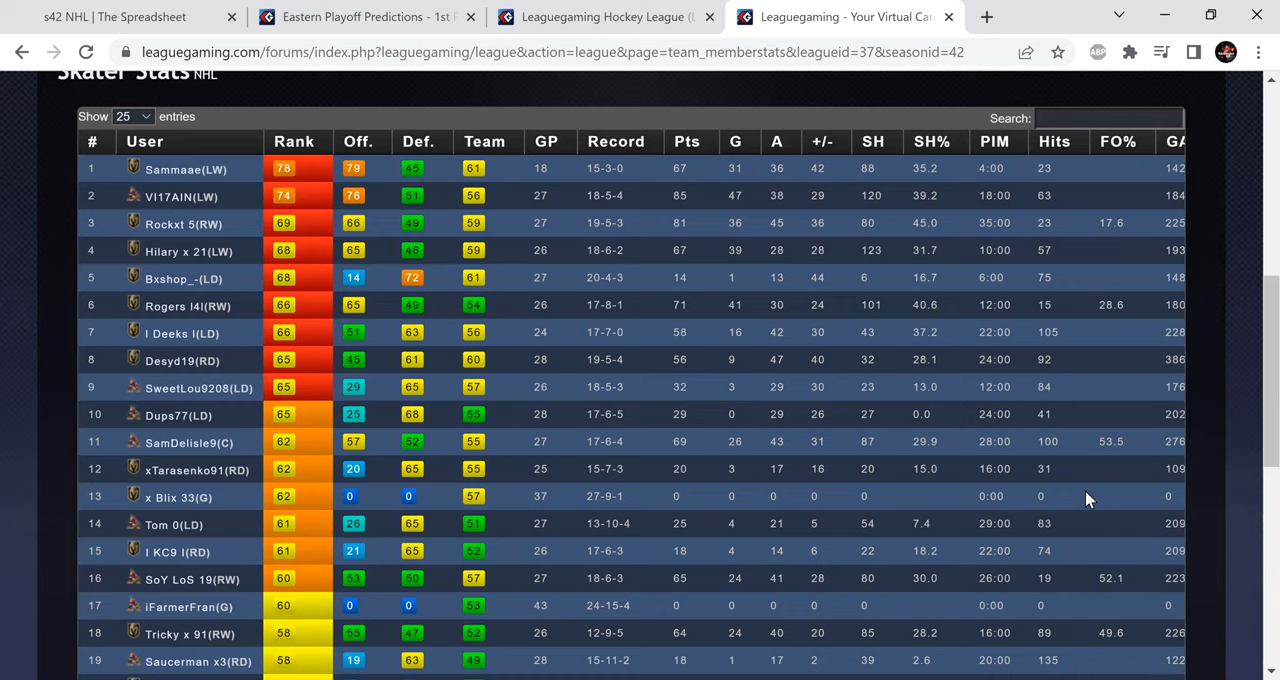 s42 NHL | The Spreadsheet Eastern Playoff Predictions - 1st R Leaguegaming Hockey League (L Leaguegaming - Your Virtual Car
leaguegaming.com/forums/index.php?leaguegaming/league&action=league&page=team_memberstats&leagueid=37&seasonid=42 ABP
Skater Stats NHL
Show 25 entries Search:
# User Rank Off. Def. Team GP Record Pts G A +/- SH SH% PIM Hits FO% GA
1 Sammaae(LW) 78 79 45 61 18 15-3-0 67 31 36 42 88 35.2 4:00 23 142
2 VI17AIN(LW) 74 76 51 56 27 18-5-4 85 47 38 29 120 39.2 18:00 63 184
3 Rockxt 5(RW) 69 66 49 59 27 19-5-3 81 36 45 36 80 45.0 35:00 23 17.6 225
4 Hilary x 21(LW) 68 65 46 59 26 18-6-2 67 39 28 28 123 31.7 10:00 57 193
5 Bxshop_-(LD) 68 14 72 61 27 20-4-3 14 1 13 44 6 16.7 6:00 75 148
6 Rogers I4I(RW) 66 65 49 54 26 17-8-1 71 41 30 24 101 40.6 12:00 15 28.6 180
7 I Deeks I(LD) 66 51 63 56 24 17-7-0 58 16 42 30 43 37.2 22:00 105 228
8 Desyd19(RD) 65 45 61 60 28 19-5-4 56 9 47 40 32 28.1 24:00 92 386
9 SweetLou9208(LD) 65 29 65 57 26 18-5-3 32 3 29 30 23 13.0 12:00 84 176
10 Dups77(LD) 65 25 68 55 28 17-6-5 29 0 29 26 27 0.0 24:00 41 202
11 SamDelisle9(C) 62 57 52 55 27 17-6-4 69 26 43 31 87 29.9 28:00 100 53.5 276
12 xTarasenko91(RD) 62 20 65 55 25 15-7-3 20 3 17 16 20 15.0 16:00 31 109
13 x Blix 33(G) 62 0 0 57 37 27-9-1 0 0 0 0 0 0:00 0 0
14 Tom 0(LD) 61 26 65 51 27 13-10-4 25 4 21 5 54 7.4 29:00 83 209
15 I KC9 I(RD) 61 21 65 52 26 17-6-3 18 4 14 6 22 18.2 22:00 74 209
16 SoY LoS 19(RW) 60 53 50 57 27 18-6-3 65 24 41 28 80 30.0 26:00 19 52.1 223
17 iFarmerFran(G) 60 0 0 53 43 24-15-4 0 0 0 0 0 0:00 0 0
18 Tricky x 91(RW) 58 55 47 52 26 12-9-5 64 24 40 20 85 28.2 16:00 89 49.6 226
19 Saucerman x3(RD) 58 19 63 49 28 15-11-2 18 1 17 2 39 2.6 20:00 135 122